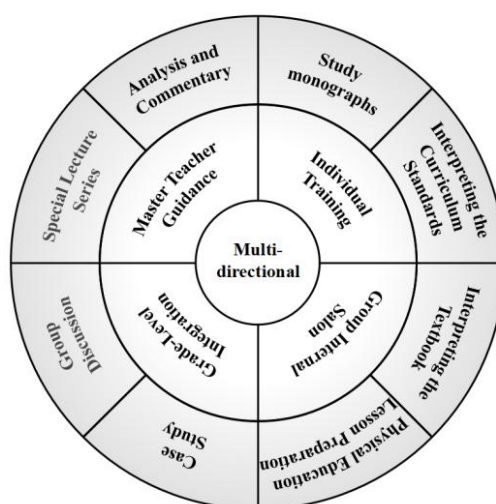 Analysis and
Commentary
Study
monographs
Interpreting the
Curriculum
Standards
Interpreting the
Textbook
Physical Education
Lesson Preparation
Case
Study
Group
Discussion
Special Lecture
Series
Master Teacher
Guidance
Individual
Training
Group Internal
Salon
Grade-Level
Integration
Multi-
directional